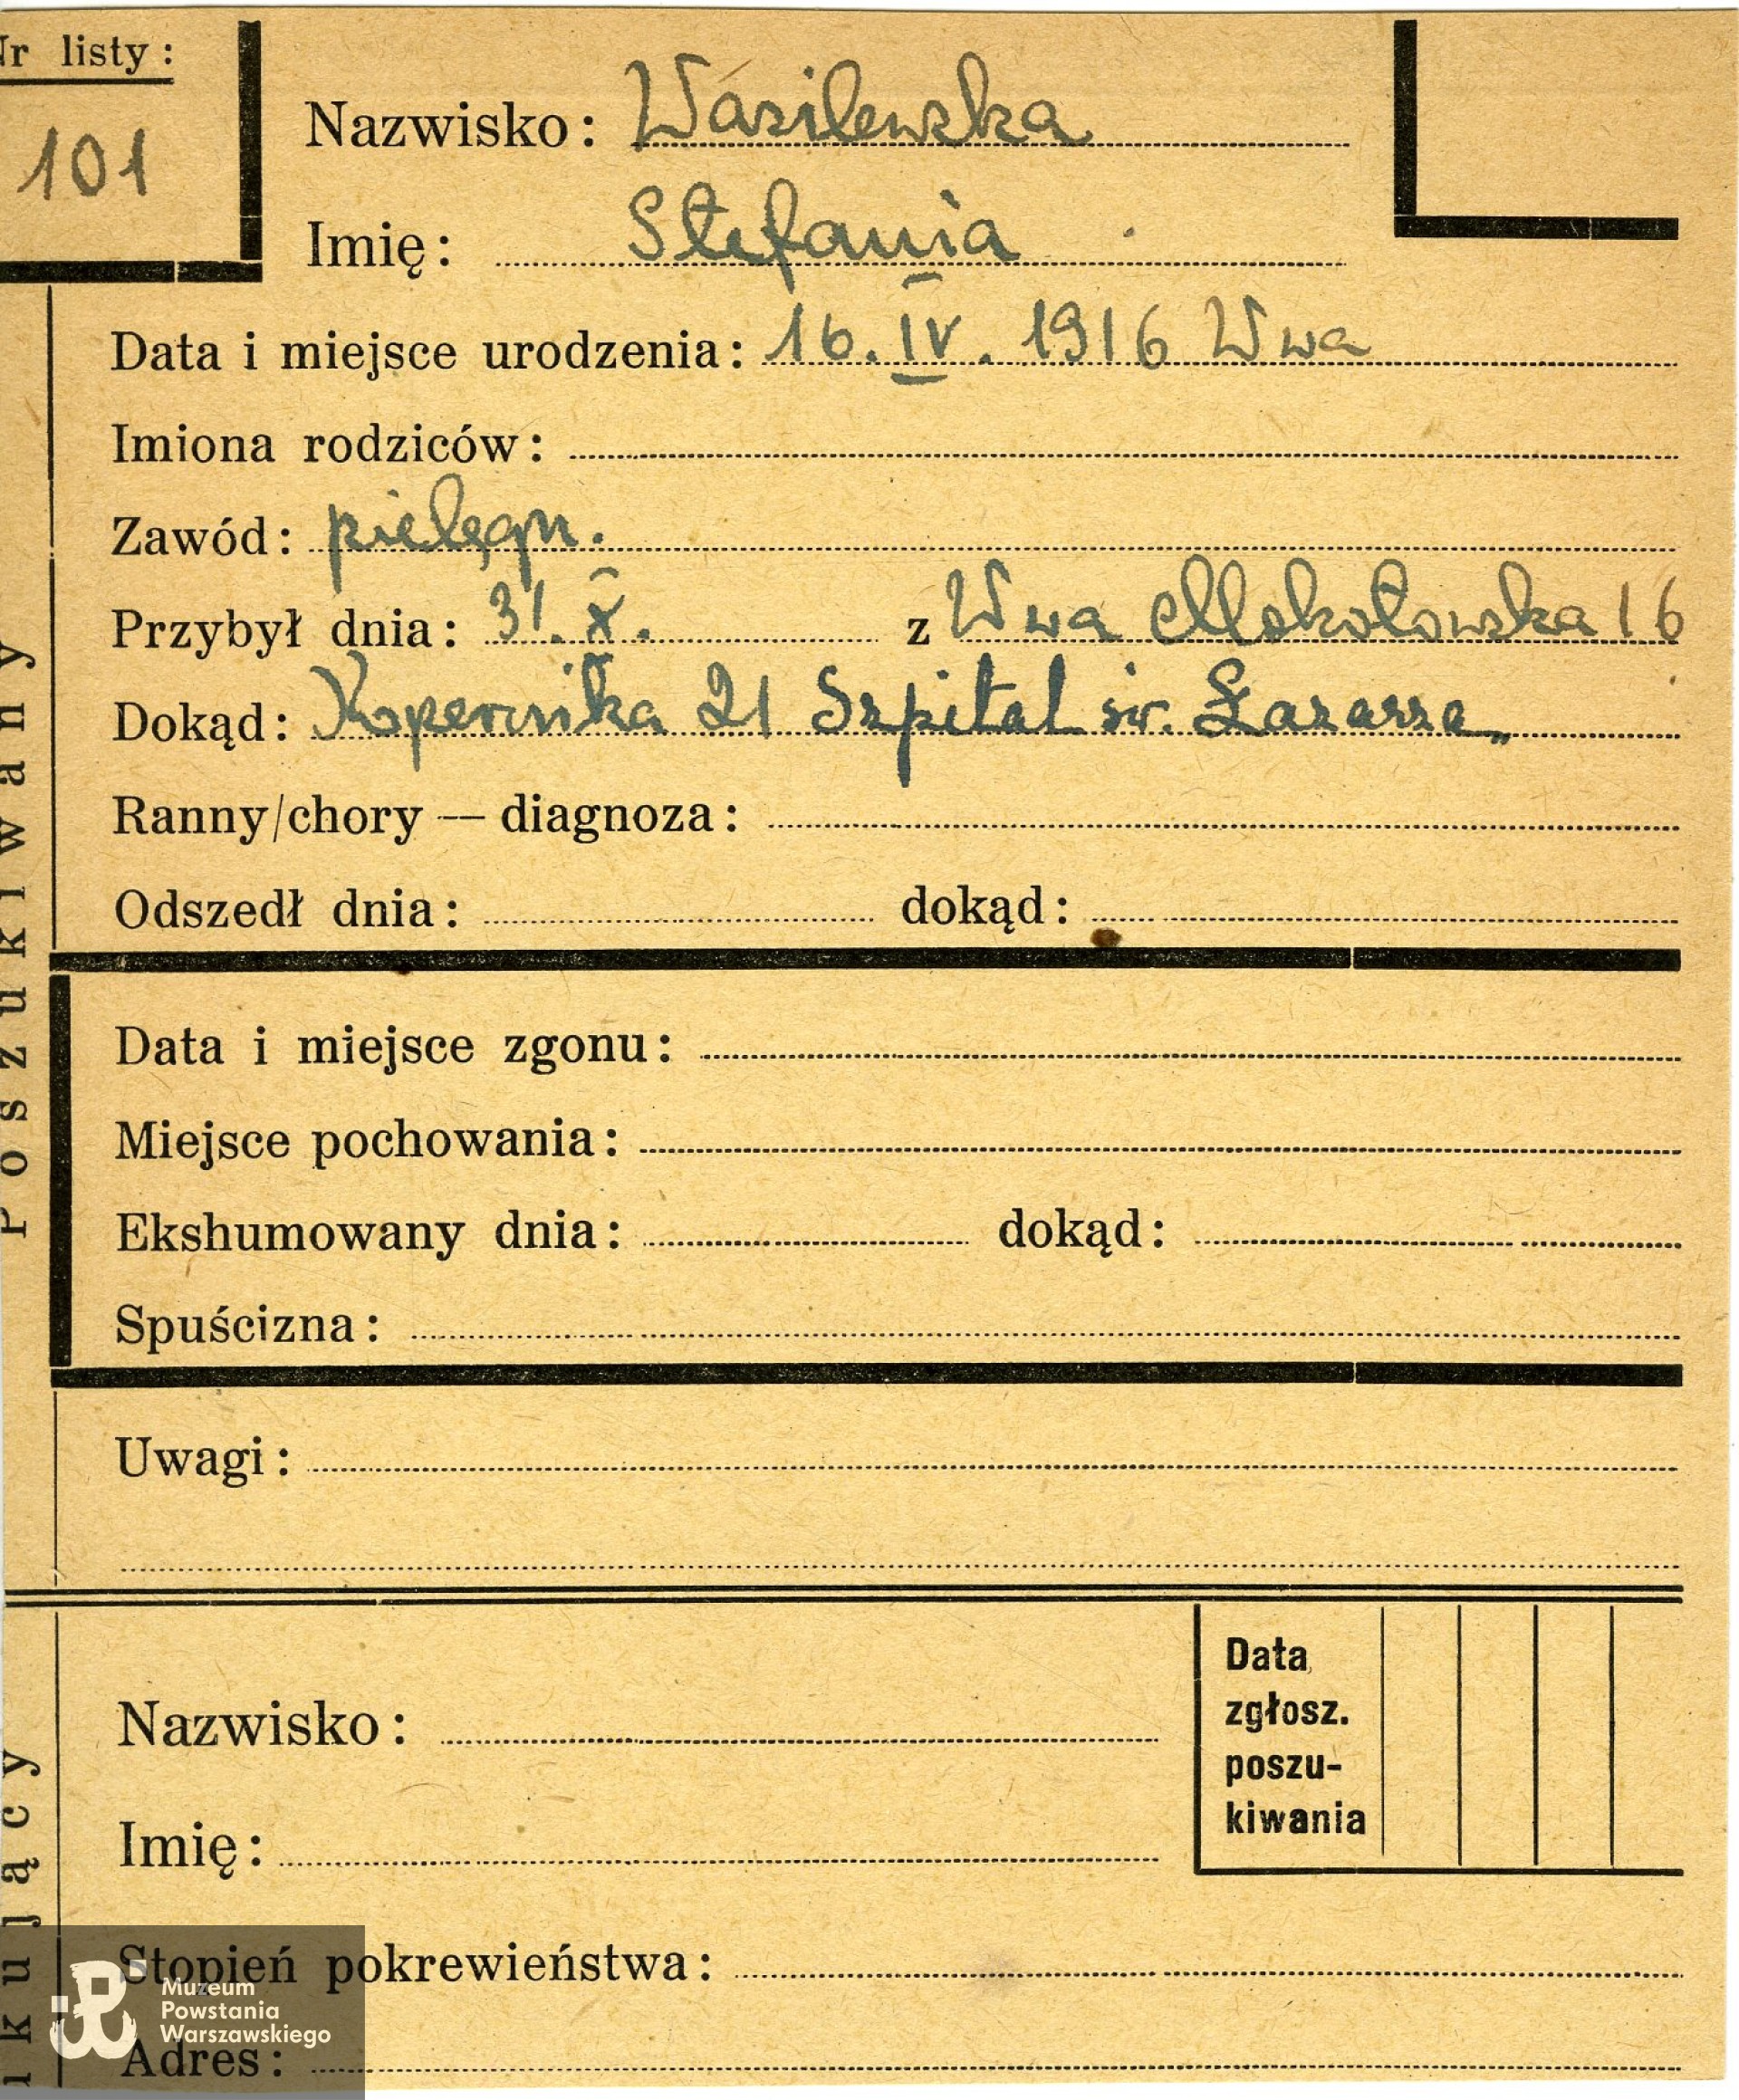 Nr listy:
101
Nazwisko: Wasilewska
Imię: Stefania
Data i miejsce urodzenia: 16. IV. 1916 Wwa
Imiona rodziców:
Zawód: pielęgn.
Przybył dnia: 31. X. z Wwa Mokotowska 16
Dokąd: Kopernika 21 Szpital św. Łazarza„
Ranny/chory — diagnoza:
Odszedł dnia: dokąd:
Poszukiwany
Data i miejsce zgonu:
Miejsce pochowania:
Ekshumowany dnia: dokąd:
Spuścizna:
Uwagi:
Nazwisko:
Imię:
Data
zgłosz.
poszu-
kiwania
ukujący
Stopień pokrewieństwa:
Adres:
Muzeum
Powstania
Warszawskiego